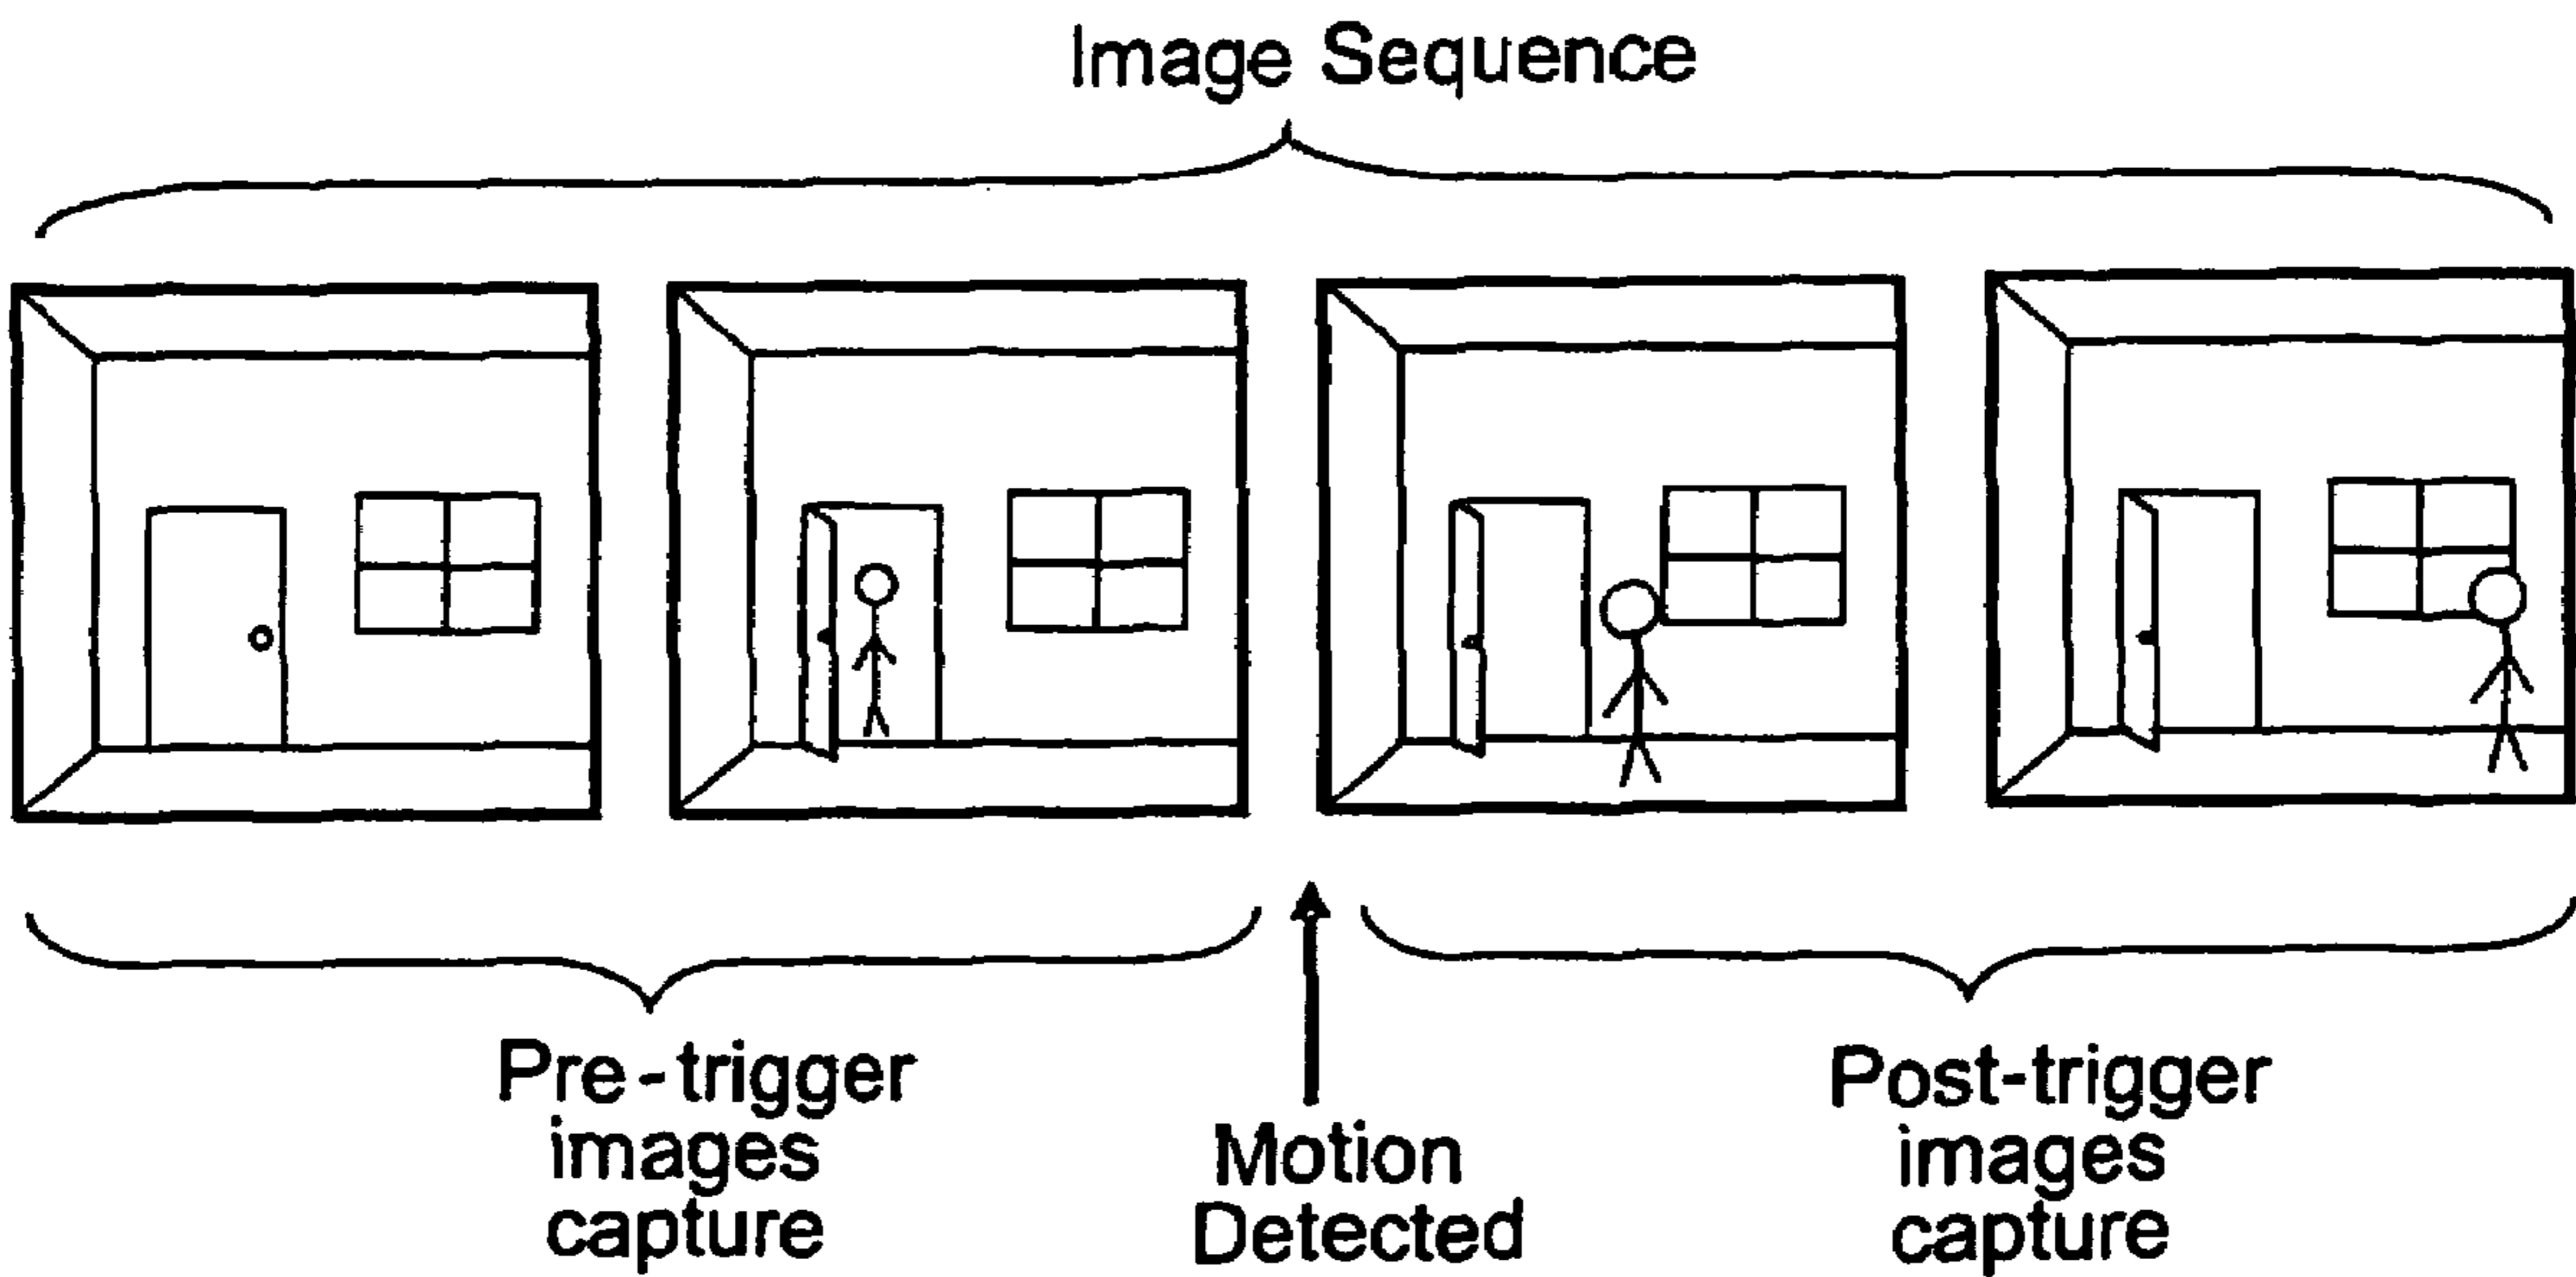 Image Sequence
Pre-trigger
images
capture
Motion
Detected
Post-trigger
images
capture